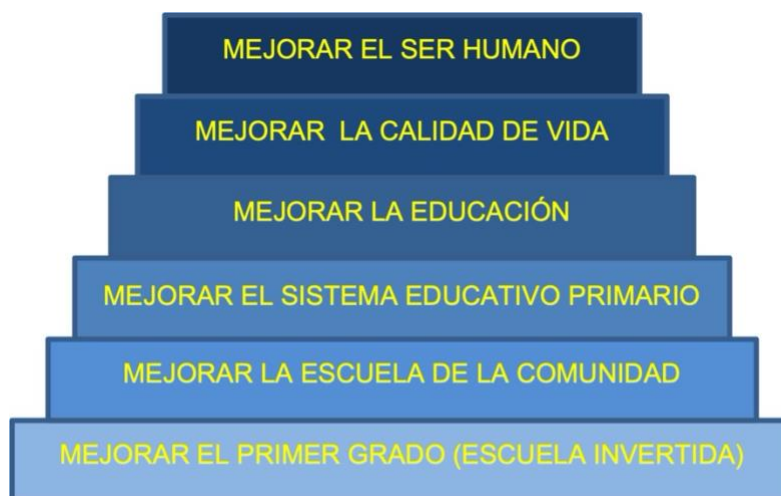 MEJORAR EL SER HUMANO
MEJORAR LA CALIDAD DE VIDA
MEJORAR LA EDUCACIÓN
MEJORAR EL SISTEMA EDUCATIVO PRIMARIO
MEJORAR LA ESCUELA DE LA COMUNIDAD
MEJORAR EL PRIMER GRADO (ESCUELA INVERTIDA)